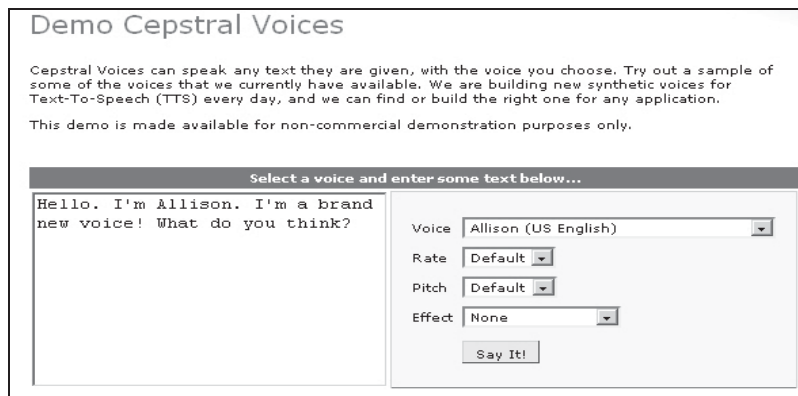 Demo Cepstral Voices
Cepstral Voices can speak any text they are given, with the voice you choose. Try out a sample of
some of the voices that we currently have available. We are building new synthetic voices for
Text-To-Speech (TTS) every day, and we can find or build the right one for any application.
This demo is made available for non-commercial demonstration purposes only.
Select a voice and enter some text below...
Hello. I'm Allison. I'm a brand
new voice! What do you think?
Voice Allison (US English)
Rate Default
Pitch Default
Effect None
Say It!